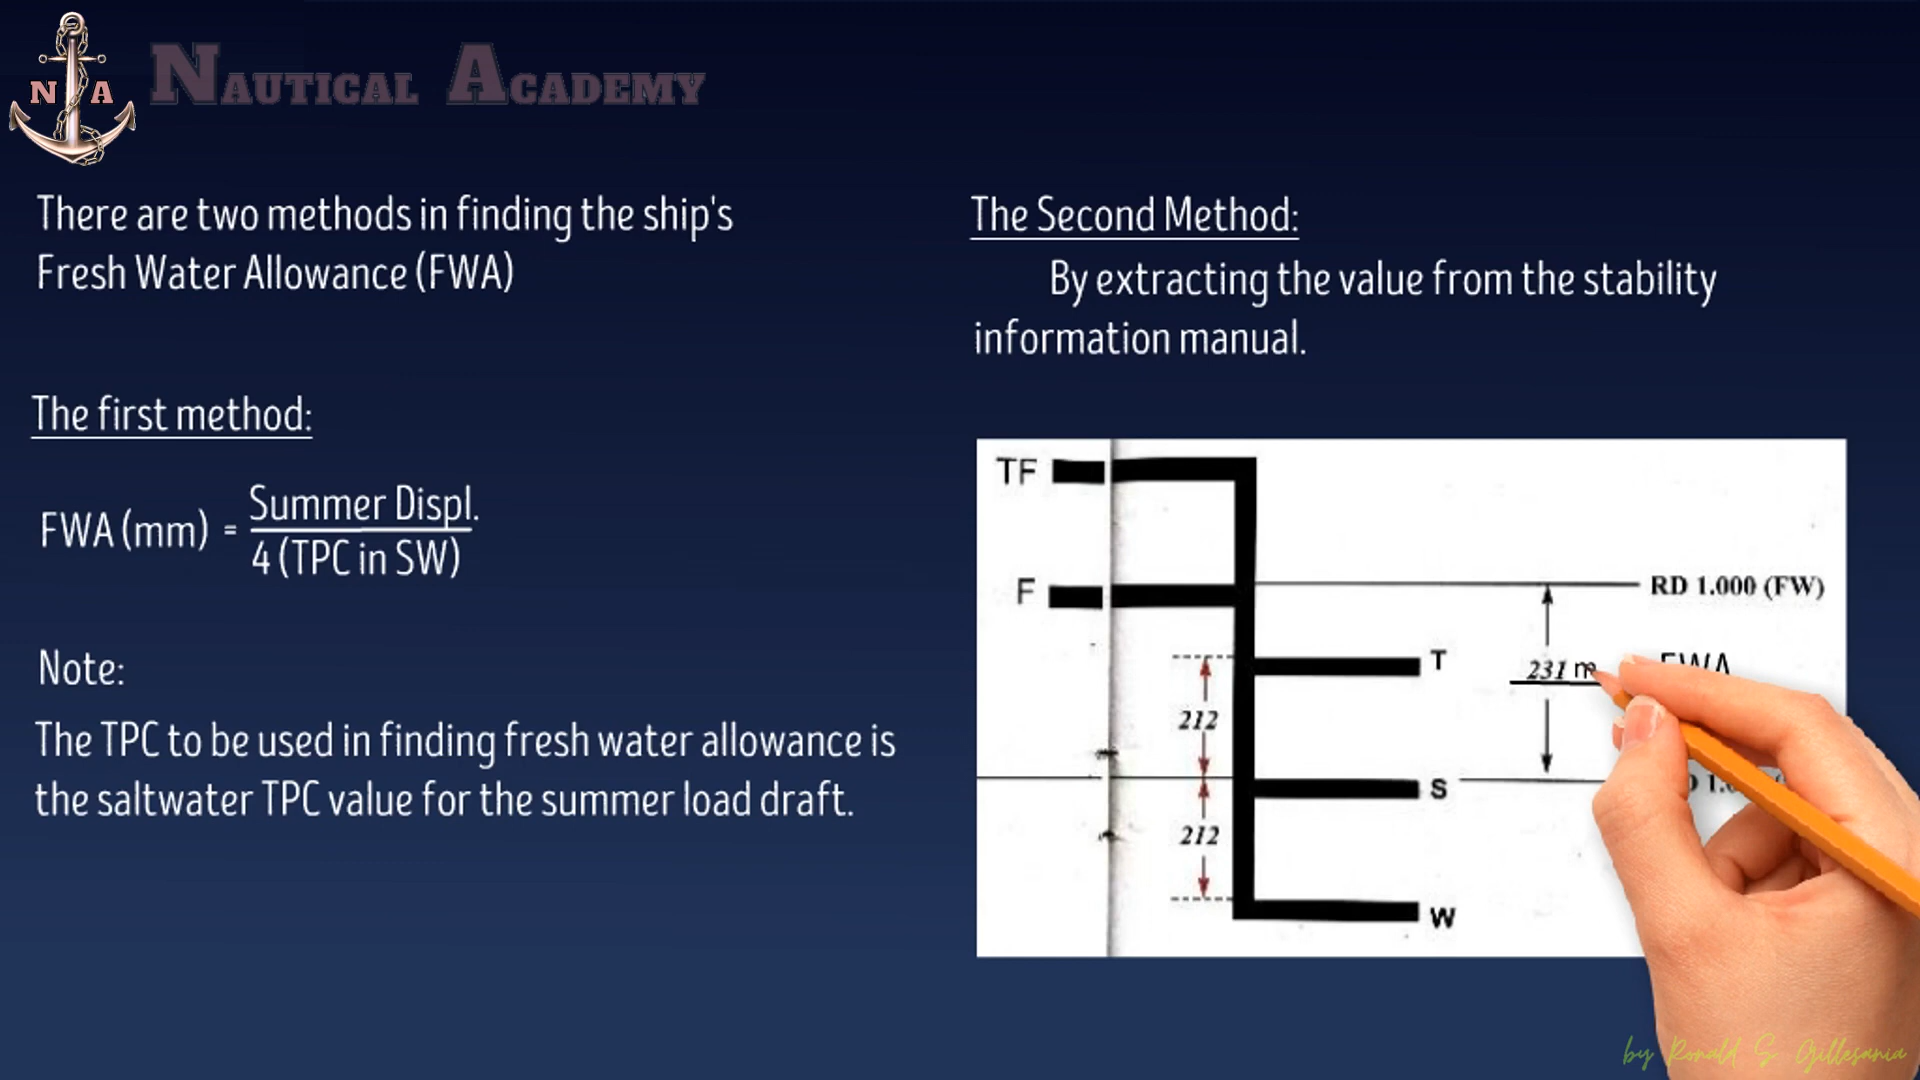 N A
NAUTICAL ACADEMY
There are two methods in finding the ship's
Fresh Water Allowance (FWA)
The first method:
FWA (mm) = Summer Displ.
4 (TPC in SW)
Note:
The TPC to be used in finding fresh water allowance is
the saltwater TPC value for the summer load draft.
The Second Method:
By extracting the value from the stability
information manual.
TF
F
RD 1.000 (FW)
T
231 m
FWA
212
S
212
W
by Ronald S. Gillesania